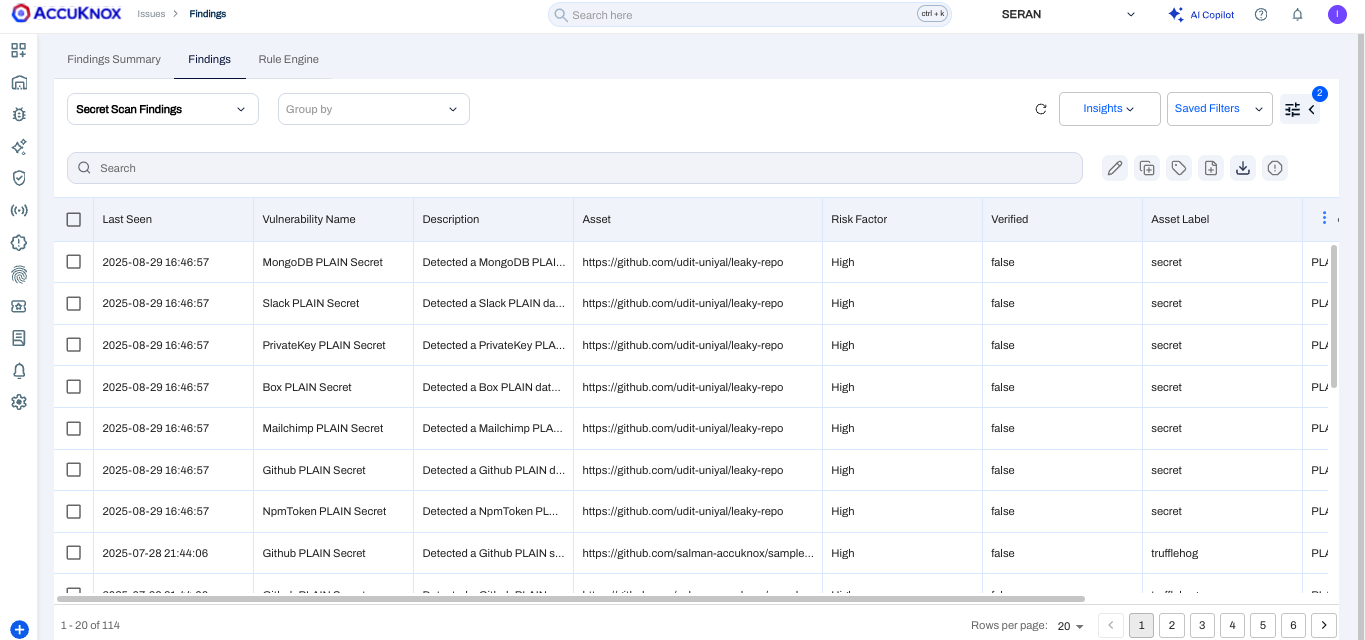 ACCUKNOX Issues > Findings Search here ctrl + k SERAN AI Copilot I
Findings Summary Findings Rule Engine
Secret Scan Findings Group by Insights Saved Filters 2
Search
Last Seen Vulnerability Name Description Asset Risk Factor Verified Asset Label
2025-08-29 16:46:57 MongoDB PLAIN Secret Detected a MongoDB PLAI... https://github.com/udit-uniyal/leaky-repo High false secret PLA
2025-08-29 16:46:57 Slack PLAIN Secret Detected a Slack PLAIN da... https://github.com/udit-uniyal/leaky-repo High false secret PLA
2025-08-29 16:46:57 PrivateKey PLAIN Secret Detected a PrivateKey PLA... https://github.com/udit-uniyal/leaky-repo High false secret PLA
2025-08-29 16:46:57 Box PLAIN Secret Detected a Box PLAIN dat... https://github.com/udit-uniyal/leaky-repo High false secret PLA
2025-08-29 16:46:57 Mailchimp PLAIN Secret Detected a Mailchimp PLA... https://github.com/udit-uniyal/leaky-repo High false secret PLA
2025-08-29 16:46:57 Github PLAIN Secret Detected a Github PLAIN d... https://github.com/udit-uniyal/leaky-repo High false secret PLA
2025-08-29 16:46:57 NpmToken PLAIN Secret Detected a NpmToken PL... https://github.com/udit-uniyal/leaky-repo High false secret PLA
2025-07-28 21:44:06 Github PLAIN Secret Detected a Github PLAIN s... https://github.com/salman-accuknox/sample... High false trufflehog PLA
1 - 20 of 114 Rows per page: 20 < 1 2 3 4 5 6 >